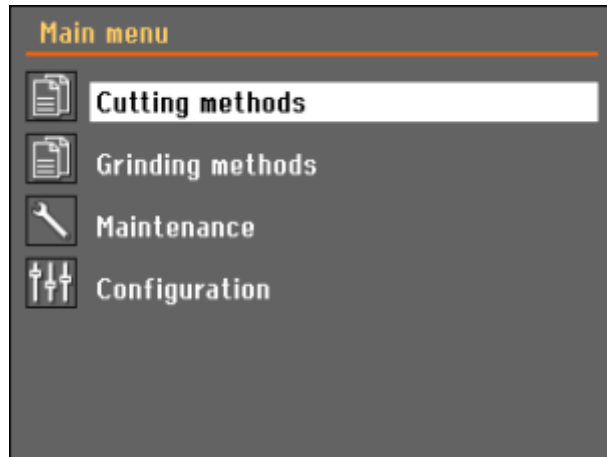 Main menu
Cutting methods
Grinding methods
Maintenance
Configuration